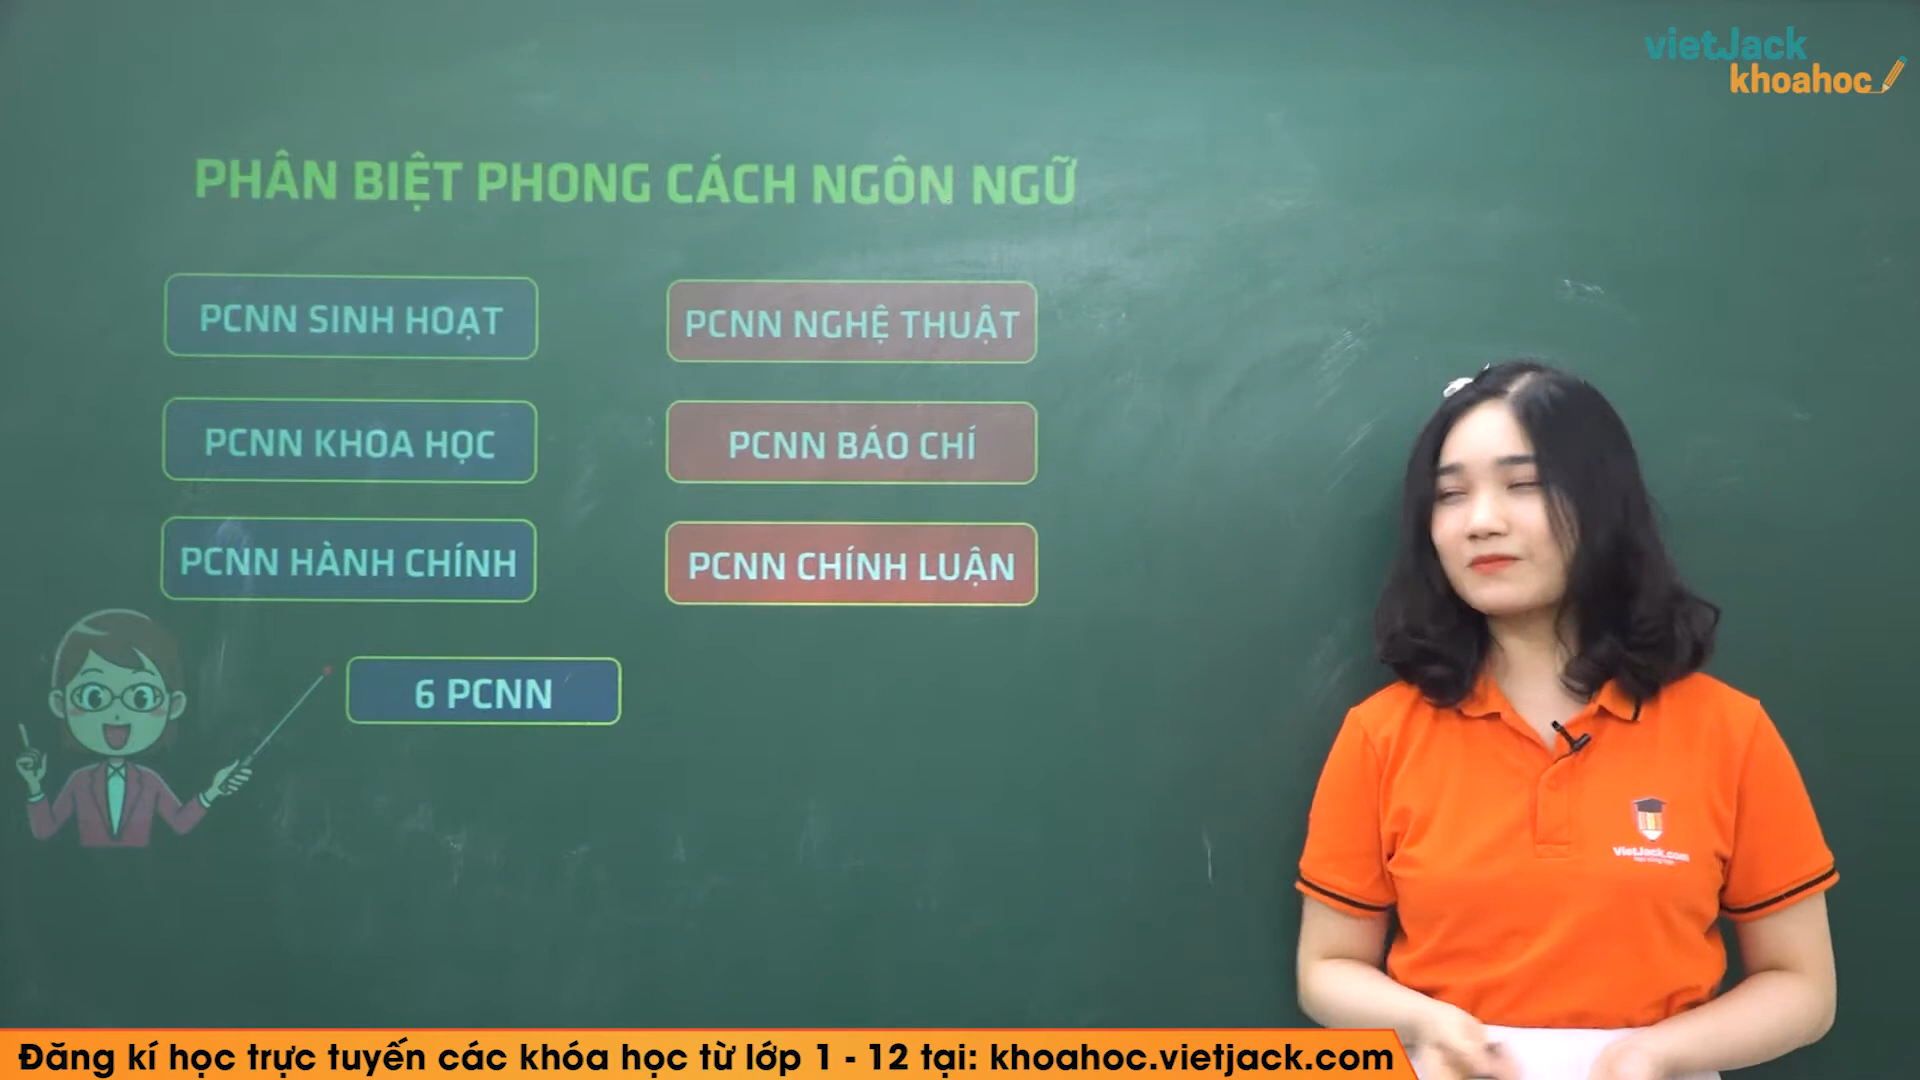 vietJack
khoahoc
PHÂN BIỆT PHONG CÁCH NGÔN NGỮ
PCNN SINH HOẠT
PCNN NGHỆ THUẬT
PCNN KHOA HỌC
PCNN BÁO CHÍ
PCNN HÀNH CHÍNH
PCNN CHÍNH LUẬN
6 PCNN
VietJack.com
Đăng kí học trực tuyến các khóa học từ lớp 1 - 12 tại: khoahoc.vietjack.com